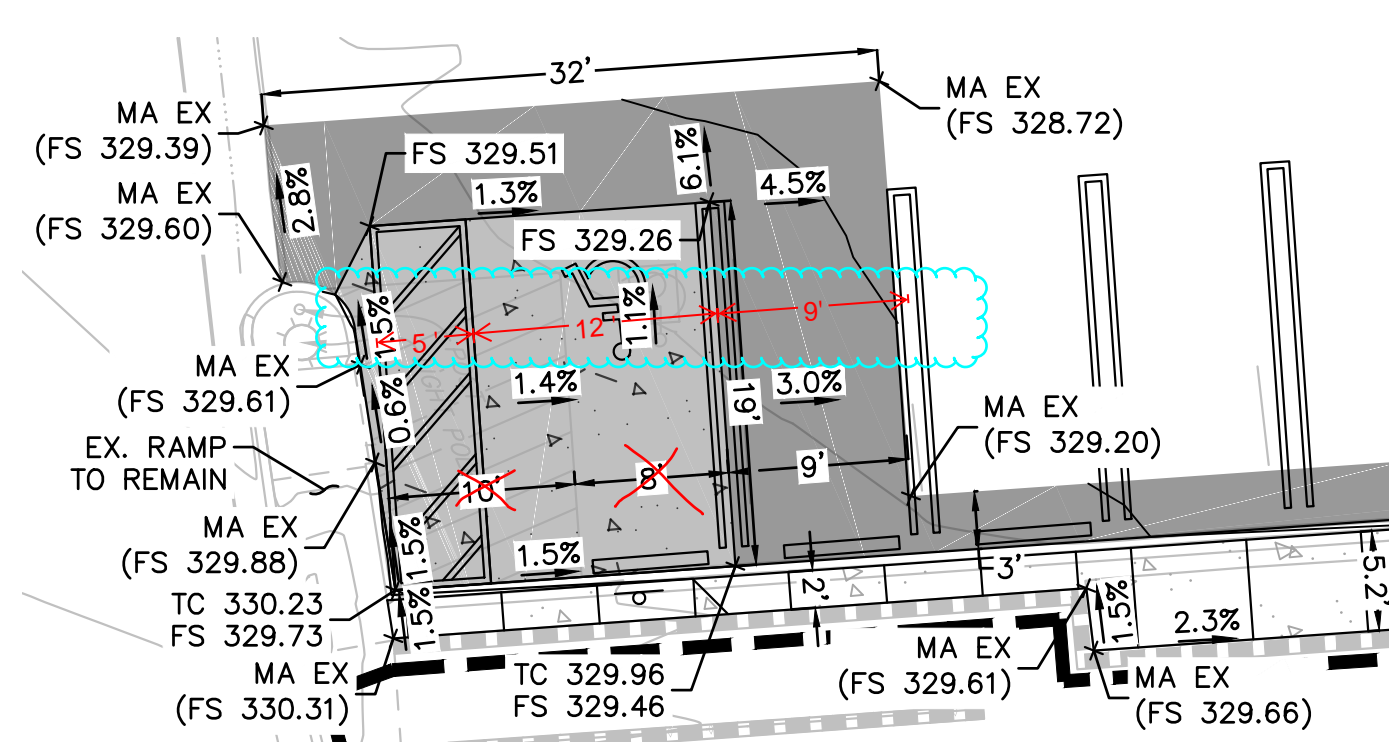 32'
MA EX
(FS 329.39)
MA EX
(FS 328.72)
FS 329.51
6.1%
MA EX
(FS 329.60)
2.8%
1.3%
4.5%
FS 329.26
1.5%
5'
12'
1.1%
9'
MA EX
(FS 329.61)
0.6%
1.4%
19'
3.0%
MA EX
(FS 329.20)
EX. RAMP
TO REMAIN
10'
8'
9'
MA EX
(FS 329.88)
1.5%
1.5%
3'
2'
5.2'
TC 330.23
FS 329.73
1.5%
1.5%
2.3%
MA EX
(FS 330.31)
TC 329.96
FS 329.46
MA EX
(FS 329.61)
MA EX
(FS 329.66)